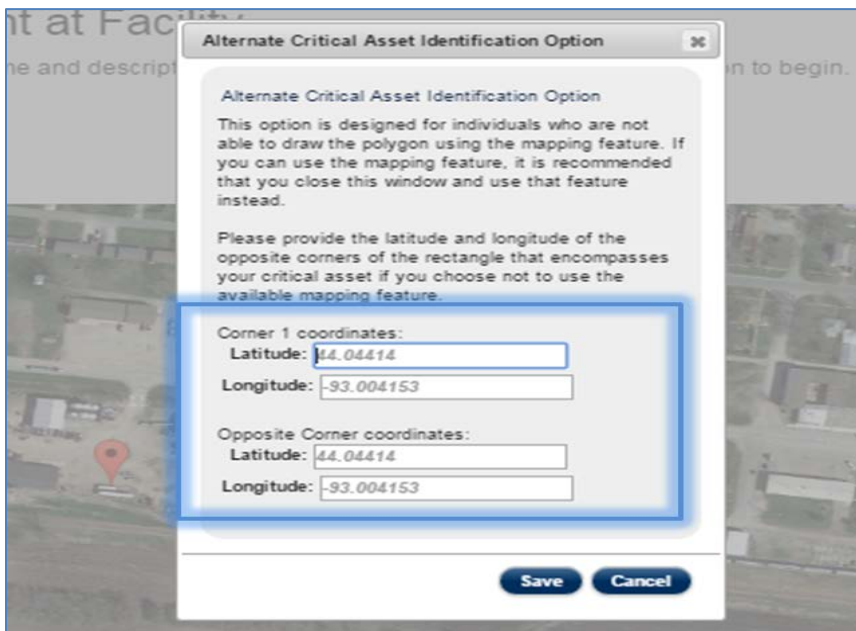 nt at Facility
Alternate Critical Asset Identification Option
ne and descript
on to begin.
Alternate Critical Asset Identification Option
This option is designed for individuals who are not
able to draw the polygon using the mapping feature. If
you can use the mapping feature, it is recommended
that you close this window and use that feature
instead.
Please provide the latitude and longitude of the
opposite corners of the rectangle that encompasses
your critical asset if you choose not to use the
available mapping feature.
Corner 1 coordinates:
Latitude: 44.04414
Longitude: -93.004153
Opposite Corner coordinates:
Latitude: 44.04414
Longitude: -93.004153
Save Cancel